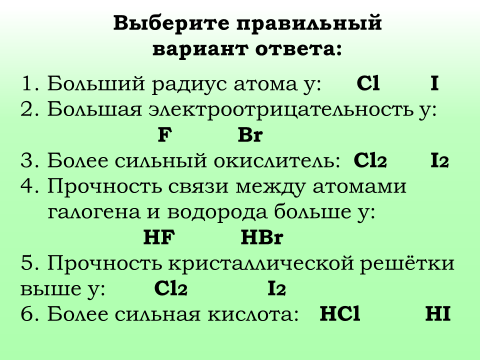 Выберите правильный
вариант ответа:
1. Больший радиус атома у: Cl I
2. Большая электроотрицательность у:
F Br
3. Более сильный окислитель: Cl2 I2
4. Прочность связи между атомами
галогена и водорода больше у:
HF HBr
5. Прочность кристаллической решётки
выше у: Cl2 I2
6. Более сильная кислота: HCl HI